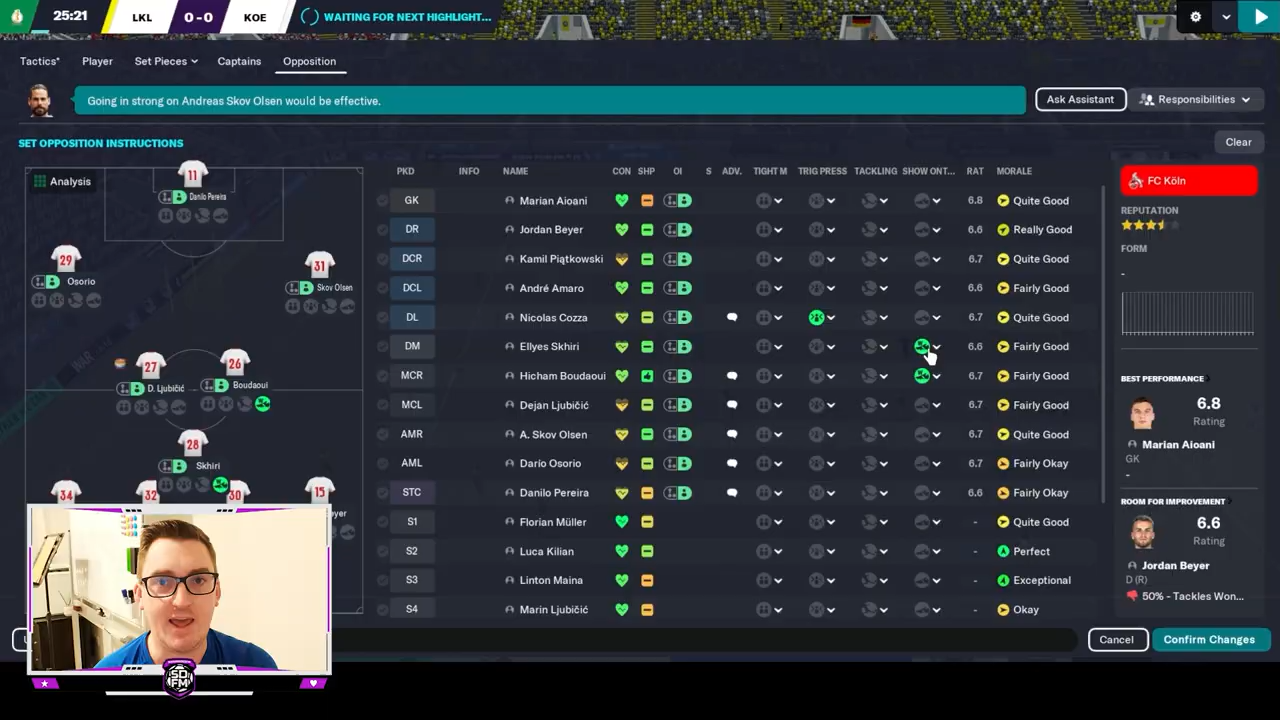 25:21
LKL
0 - 0
KOE
WAITING FOR NEXT HIGHLIGHT...
Tactics*
Player
Set Pieces
Captains
Opposition
Going in strong on Andreas Skov Olsen would be effective.
Ask Assistant
Responsibilities
SET OPPOSITION INSTRUCTIONS
Clear
Analysis
11
Danilo Pereira
29
Osorio
31
Skov Olsen
27
D. Ljubičić
26
Boudaoui
28
Skhiri
34
32
30
15
PKD INFO NAME CON SHP OI S ADV. TIGHT M TRIG PRESS TACKLING SHOW ONT... RAT MORALE
GK Marian Aioani 6.8 Quite Good
DR Jordan Beyer 6.6 Really Good
DCR Kamil Piątkowski 6.7 Quite Good
DCL André Amaro 6.6 Fairly Good
DL Nicolas Cozza 6.7 Quite Good
DM Ellyes Skhiri 6.6 Fairly Good
MCR Hicham Boudaoui 6.7 Fairly Good
MCL Dejan Ljubičić 6.7 Fairly Good
AMR A. Skov Olsen 6.7 Quite Good
AML Darío Osorio 6.7 Fairly Okay
STC Danilo Pereira 6.6 Fairly Okay
S1 Florian Müller - Quite Good
S2 Luca Kilian - Perfect
S3 Linton Maina - Exceptional
S4 Marin Ljubičić - Okay
FC Köln
REPUTATION
FORM
-
BEST PERFORMANCE
6.8
Rating
Marian Aioani
GK
-
ROOM FOR IMPROVEMENT
6.6
Rating
Jordan Beyer
D (R)
50% - Tackles Won...
Cancel
Confirm Changes
SD
FM